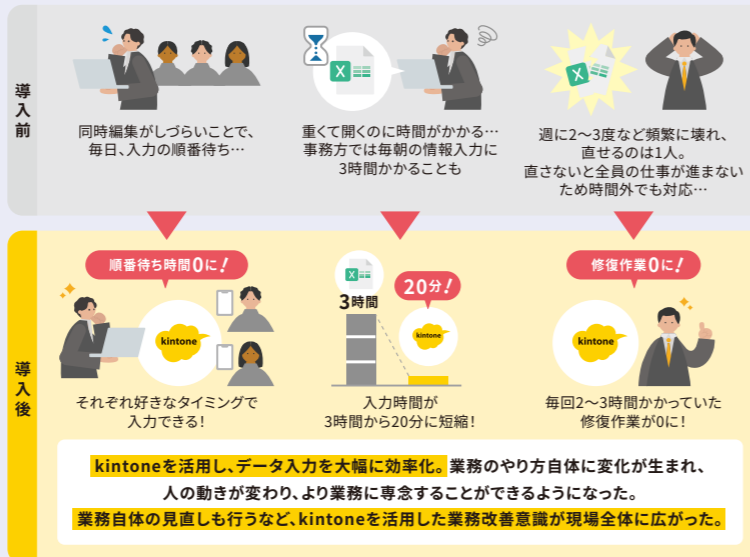 導入前
X
同時編集がしづらいことで、
毎日、入力の順番待ち…
重くて開くのに時間がかかる…
事務方では毎朝の情報入力に
3時間かかることも
X
週に2〜3度など頻繁に壊れ、
直せるのは1人。
直さないと全員の仕事が進まない
ため時間外でも対応…
導入後
順番待ち時間0に!
kintone
それぞれ好きなタイミングで
入力できる!
X
3時間
20分!
kintone
入力時間が
3時間から20分に短縮!
修復作業0に!
kintone
毎回2〜3時間かかっていた
修復作業が0に!
kintoneを活用し、データ入力を大幅に効率化。業務のやり方自体に変化が生まれ、
人の動きが変わり、より業務に専念することができるようになった。
業務自体の見直しも行うなど、kintoneを活用した業務改善意識が現場全体に広がった。